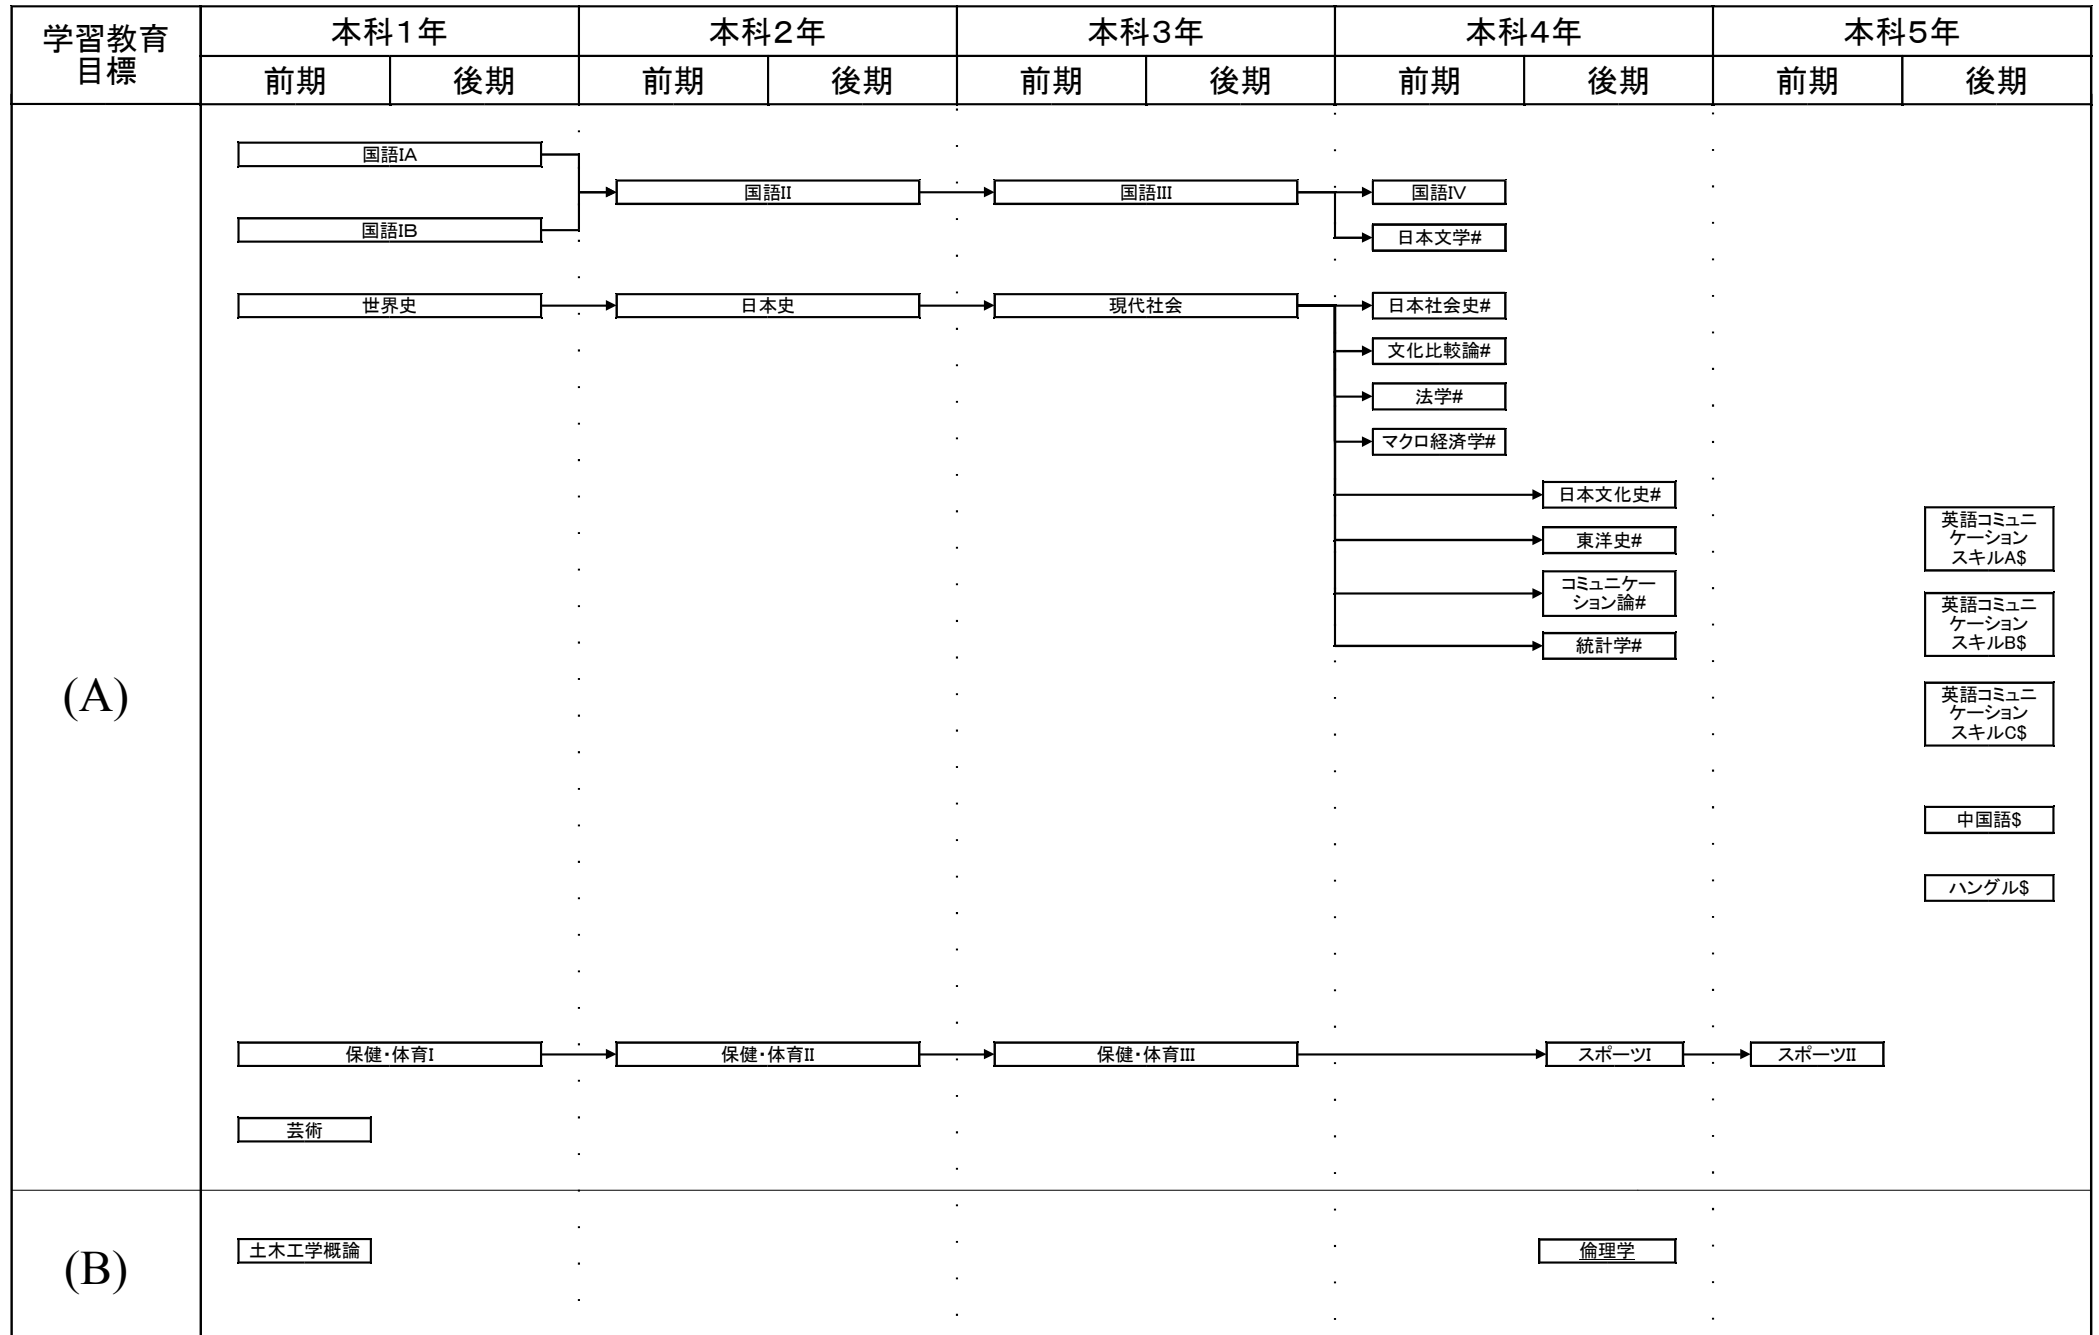 学習教育
目標
本科1年
本科2年
本科3年
本科4年
本科5年
前期
後期
前期
後期
前期
後期
前期
後期
前期
後期
(A)
国語IA
国語IB
国語II
国語III
国語IV
日本文学#
世界史
日本史
現代社会
日本社会史#
文化比較論#
法学#
マクロ経済学#
日本文化史#
東洋史#
コミュニケー
ション論#
統計学#
英語コミュニ
ケーション
スキルA$
英語コミュニ
ケーション
スキルB$
英語コミュニ
ケーション
スキルC$
中国語$
ハングル$
保健・体育I
保健・体育II
保健・体育III
スポーツI
スポーツII
芸術
(B)
土木工学概論
倫理学